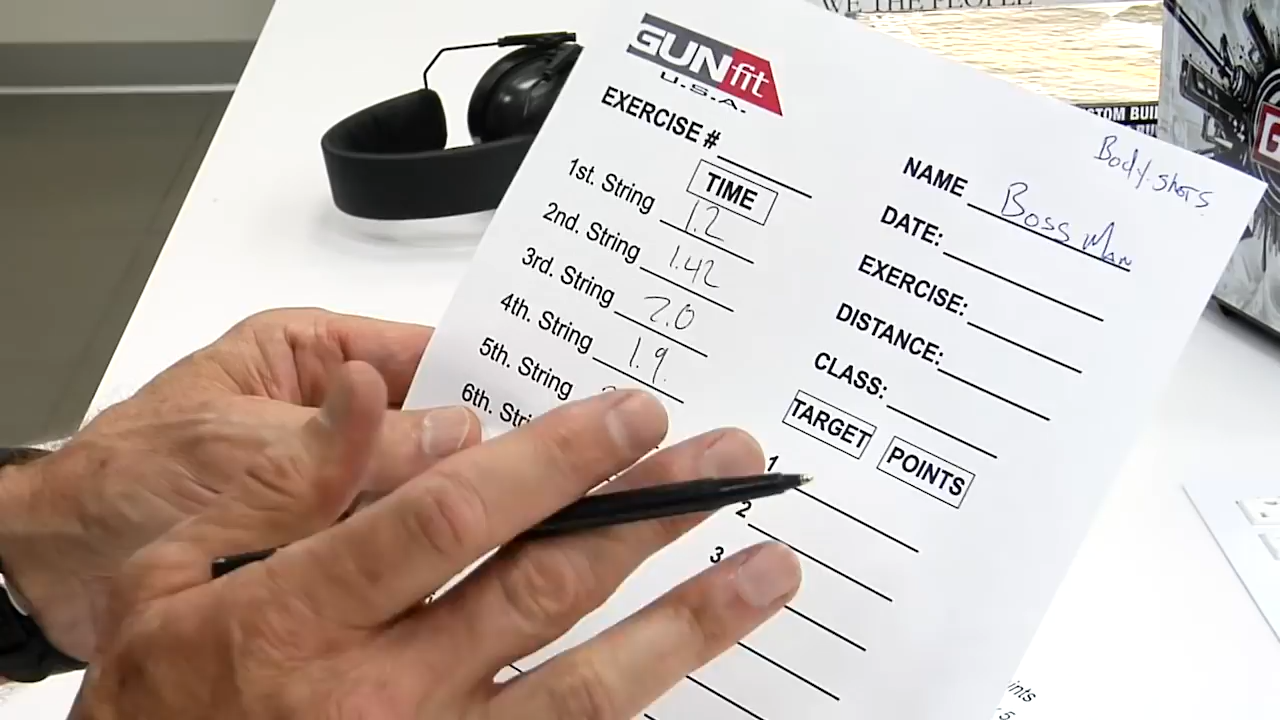 WE THE PEOPLE
GUNfit
U.S.A.
EXERCISE #
TIME
1st. String 1.2
2nd. String 1.42
3rd. String 2.0
4th. String 1.9
5th. String
6th.
Body shots
NAME Boss Man
DATE:
EXERCISE:
DISTANCE:
CLASS:
TARGET POINTS
1
2
3